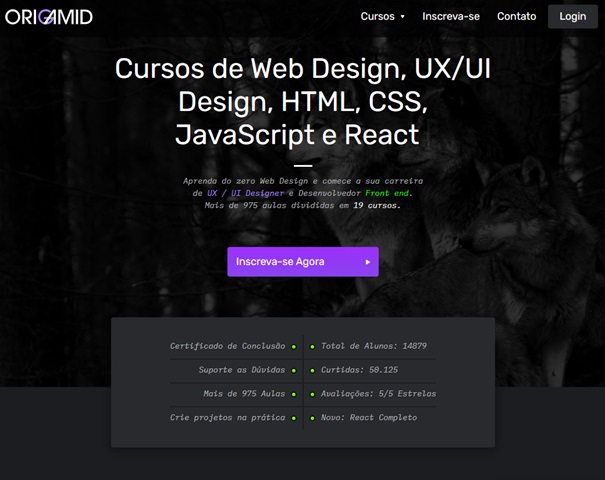 ORIGAMID
Cursos ▼ Inscreva-se Contato Login
Cursos de Web Design, UX/UI
Design, HTML, CSS,
JavaScript e React
Aprenda do zero Web Design e comece a sua carreira
de UX / UI Designer e Desenvolvedor Front end.
Mais de 975 aulas divididas em 19 cursos.
Inscreva-se Agora
Certificado de Conclusão
Total de Alunos: 14879
Suporte as Dúvidas
Curtidas: 50.125
Mais de 975 Aulas
Avaliações: 5/5 Estrelas
Crie projetos na prática
Novo: React Completo